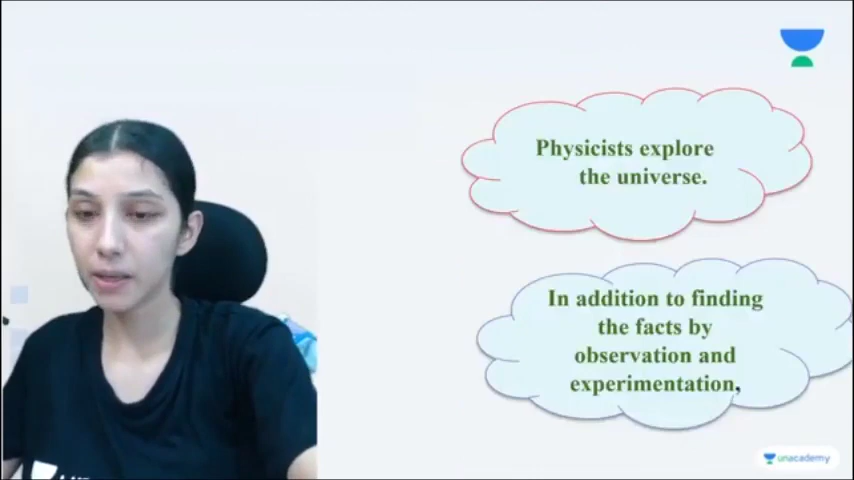 Physicists explore
the universe.
In addition to finding
the facts by
observation and
experimentation,
unacademy